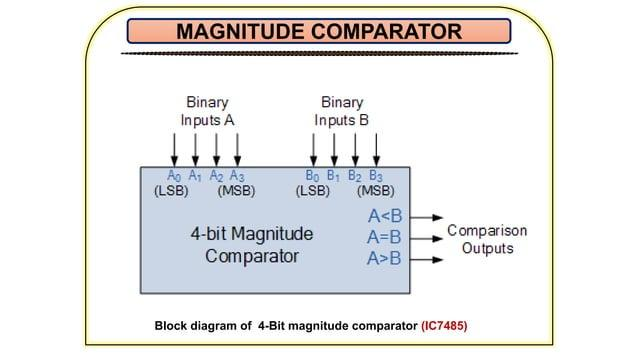 MAGNITUDE COMPARATOR
Binary Inputs A
Binary Inputs B
A0 A1 A2 A3
(LSB) (MSB)
B0 B1 B2 B3
(LSB) (MSB)
4-bit Magnitude
Comparator
A<B
A=B
A>B
Comparison
Outputs
Block diagram of 4-Bit magnitude comparator (IC7485)